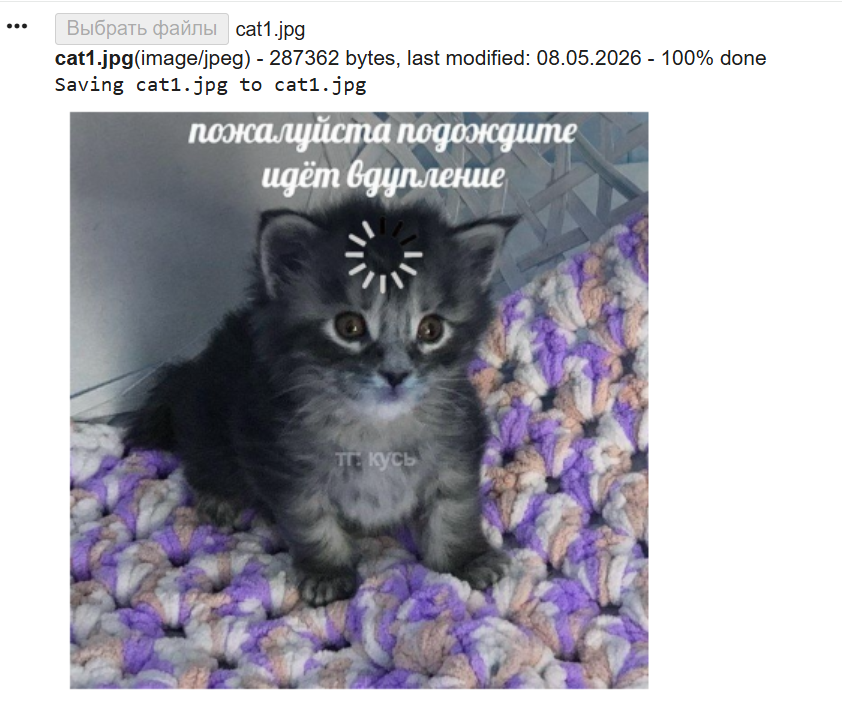 Выбрать файлы cat1.jpg
cat1.jpg(image/jpeg) - 287362 bytes, last modified: 08.05.2026 - 100% done
Saving cat1.jpg to cat1.jpg
пожалуйста подождите
идёт вдупление
тг: кусь